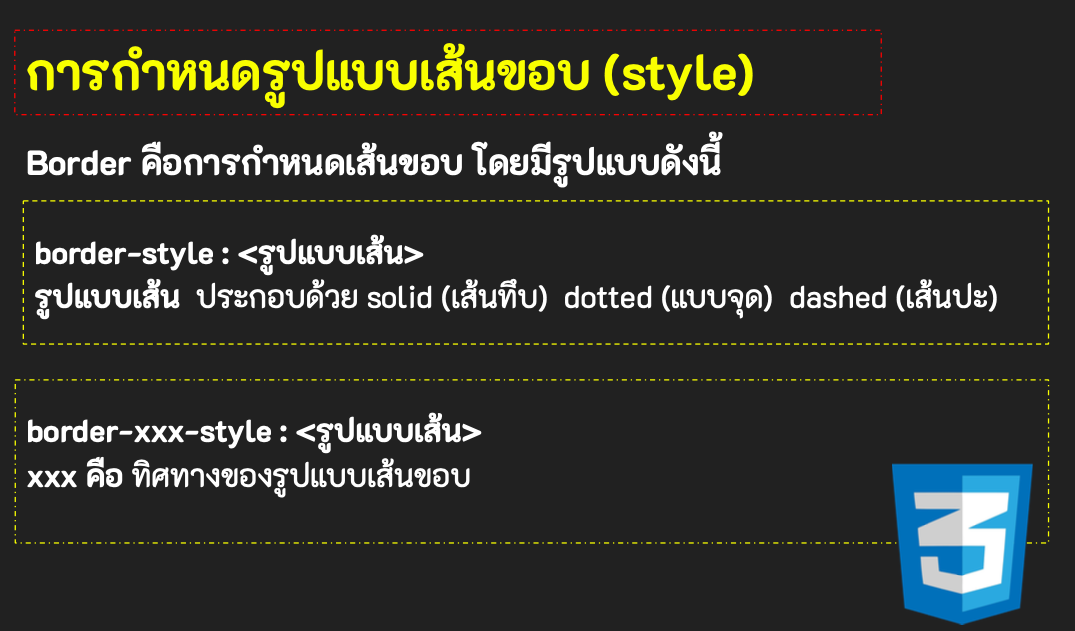 การกำหนดรูปแบบเส้นขอบ (style)
Border คือการกำหนดเส้นขอบ โดยมีรูปแบบดังนี้
border-style : <รูปแบบเส้น>
รูปแบบเส้น ประกอบด้วย solid (เส้นทึบ) dotted (แบบจุด) dashed (เส้นปะ)
border-xxx-style : <รูปแบบเส้น>
xxx คือ ทิศทางของรูปแบบเส้นขอบ
3